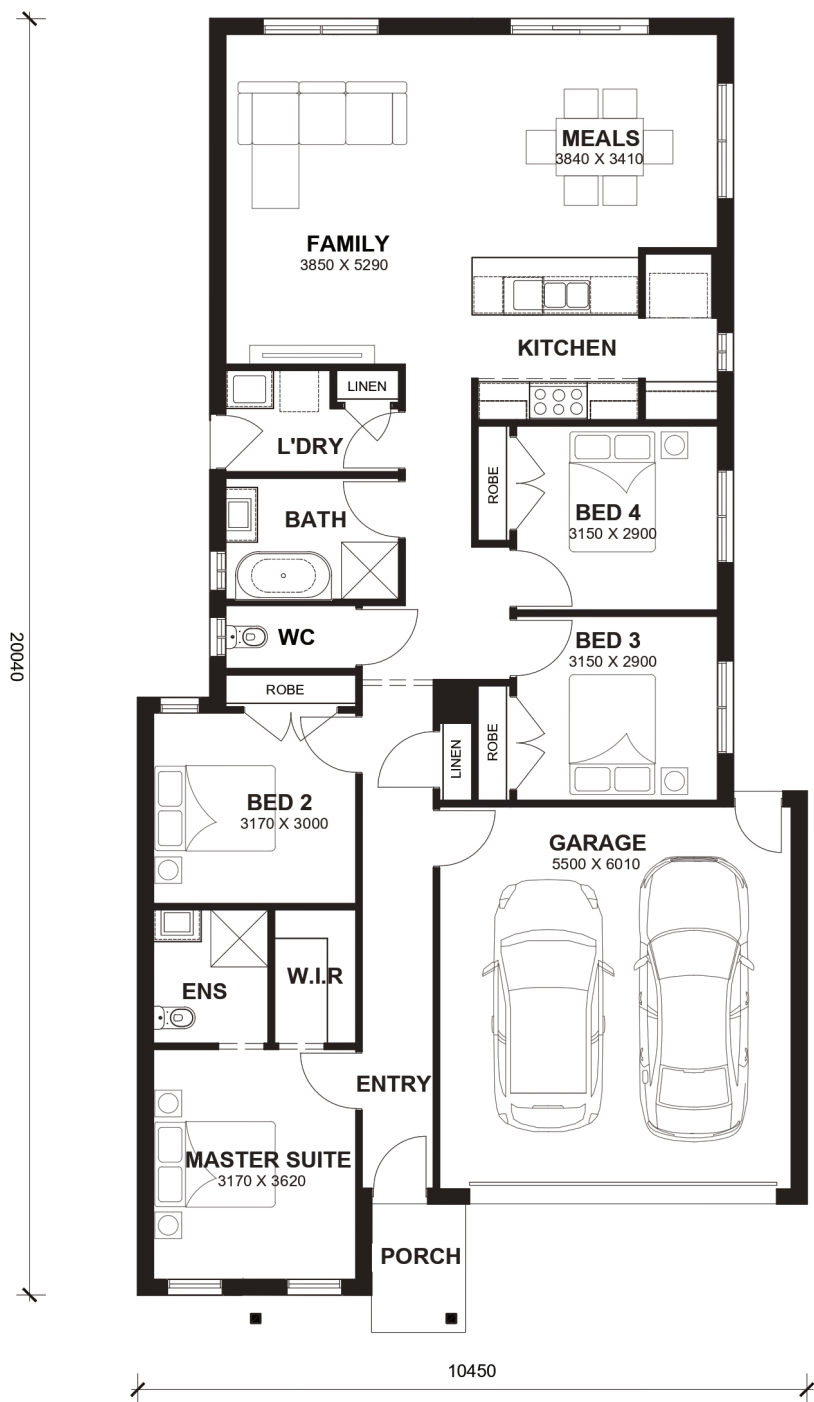 MEALS
3840 X 3410
FAMILY
3850 X 5290
KITCHEN
LINEN
L'DRY
ROBE
BATH
BED 4
3150 X 2900
WC
BED 3
3150 X 2900
20040
ROBE
ROBE
LINEN
BED 2
3170 X 3000
GARAGE
5500 X 6010
W.I.R
ENS
ENTRY
MASTER SUITE
3170 X 3620
PORCH
10450